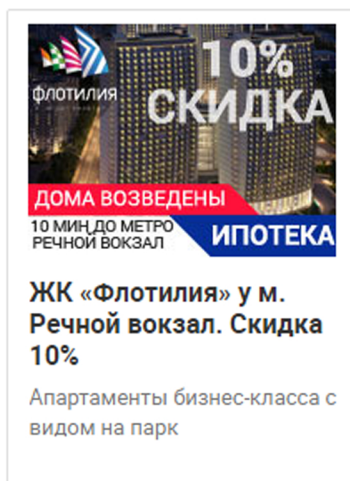 10%
СКИДКА
ФЛОТИЛИЯ
ДОМА ВОЗВЕДЕНЫ
10 МИН ДО МЕТРО
РЕЧНОЙ ВОКЗАЛ
ИПОТЕКА
ЖК «Флотилия» у м.
Речной вокзал. Скидка
10%
Апартаменты бизнес-класса с
видом на парк